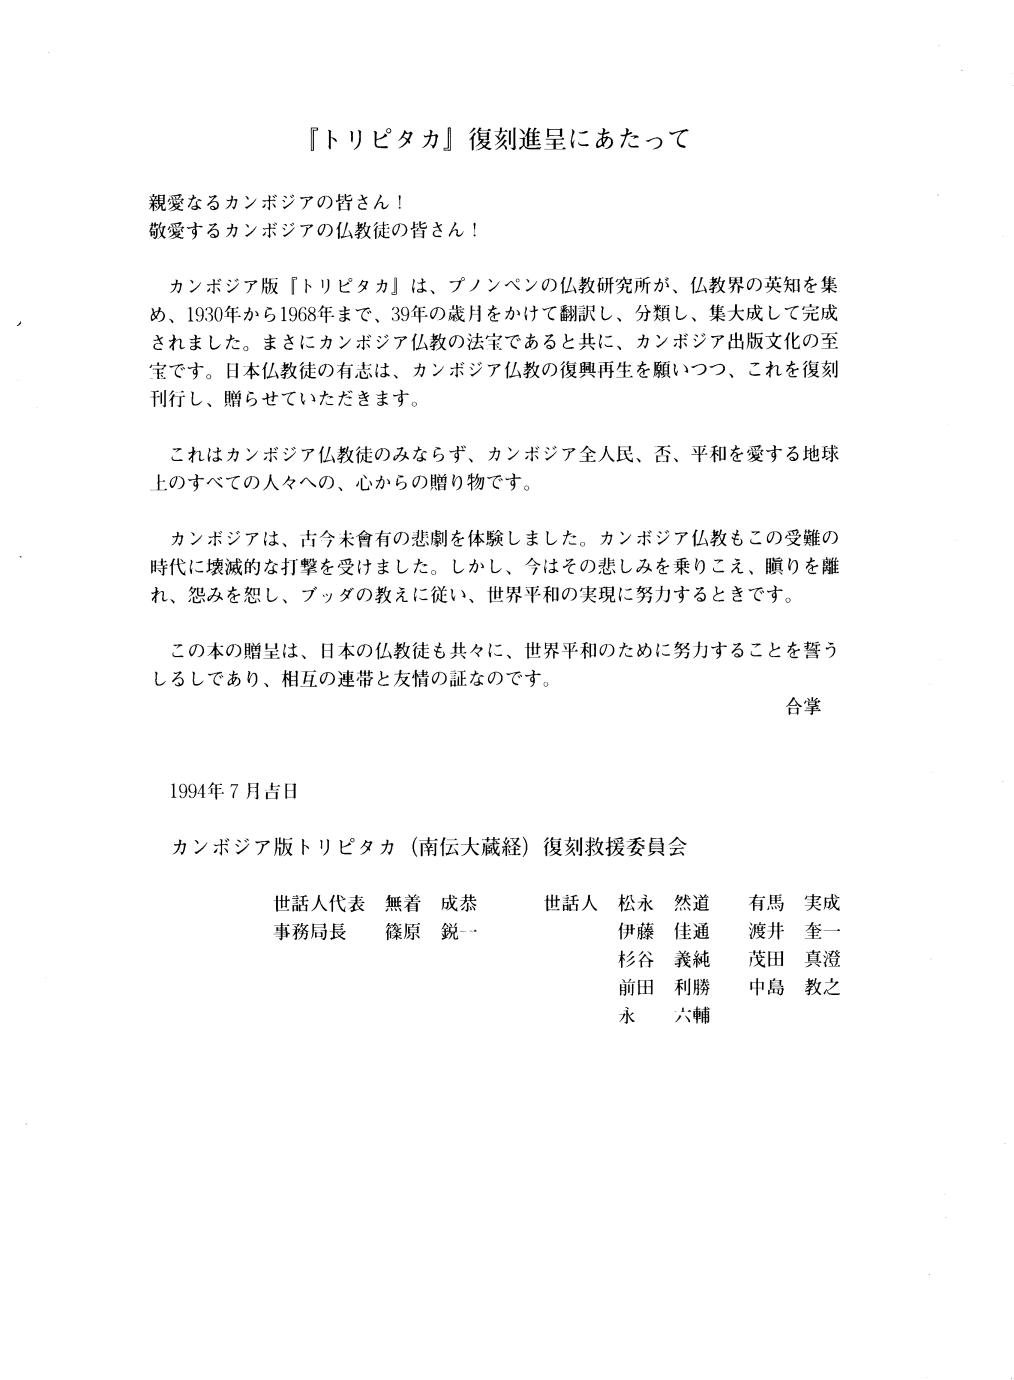 『トリピタカ』復刻進呈にあたって
親愛なるカンボジアの皆さん！
敬愛するカンボジアの仏教徒の皆さん！
カンボジア版『トリピタカ』は、プノンペンの仏教研究所が、仏教界の英知を集
め、1930年から1968年まで、39年の歳月をかけて翻訳し、分類し、集大成して完成
されました。まさにカンボジア仏教の法宝であると共に、カンボジア出版文化の至
宝です。日本仏教徒の有志は、カンボジア仏教の復興再生を願いつつ、これを復刻
刊行し、贈らせていただきます。
これはカンボジア仏教徒のみならず、カンボジア全人民、否、平和を愛する地球
上のすべての人々への、心からの贈り物です。
カンボジアは、古今未會有の悲劇を体験しました。カンボジア仏教もこの受難の
時代に壊滅的な打撃を受けました。しかし、今はその悲しみを乗りこえ、瞋りを離
れ、怨みを恕し、ブッダの教えに従い、世界平和の実現に努力するときです。
この本の贈呈は、日本の仏教徒も共々に、世界平和のために努力することを誓う
しるしであり、相互の連帯と友情の証なのです。
合掌
1994年７月吉日
カンボジア版トリピタカ（南伝大蔵経）復刻救援委員会
世話人代表　無着　成恭　世話人　松永　然道　有馬　実成
事務局長　篠原　鋭一　伊藤　佳通　渡井　奎一
杉谷　義純　茂田　真澄
前田　利勝　中島　教之
永　六輔